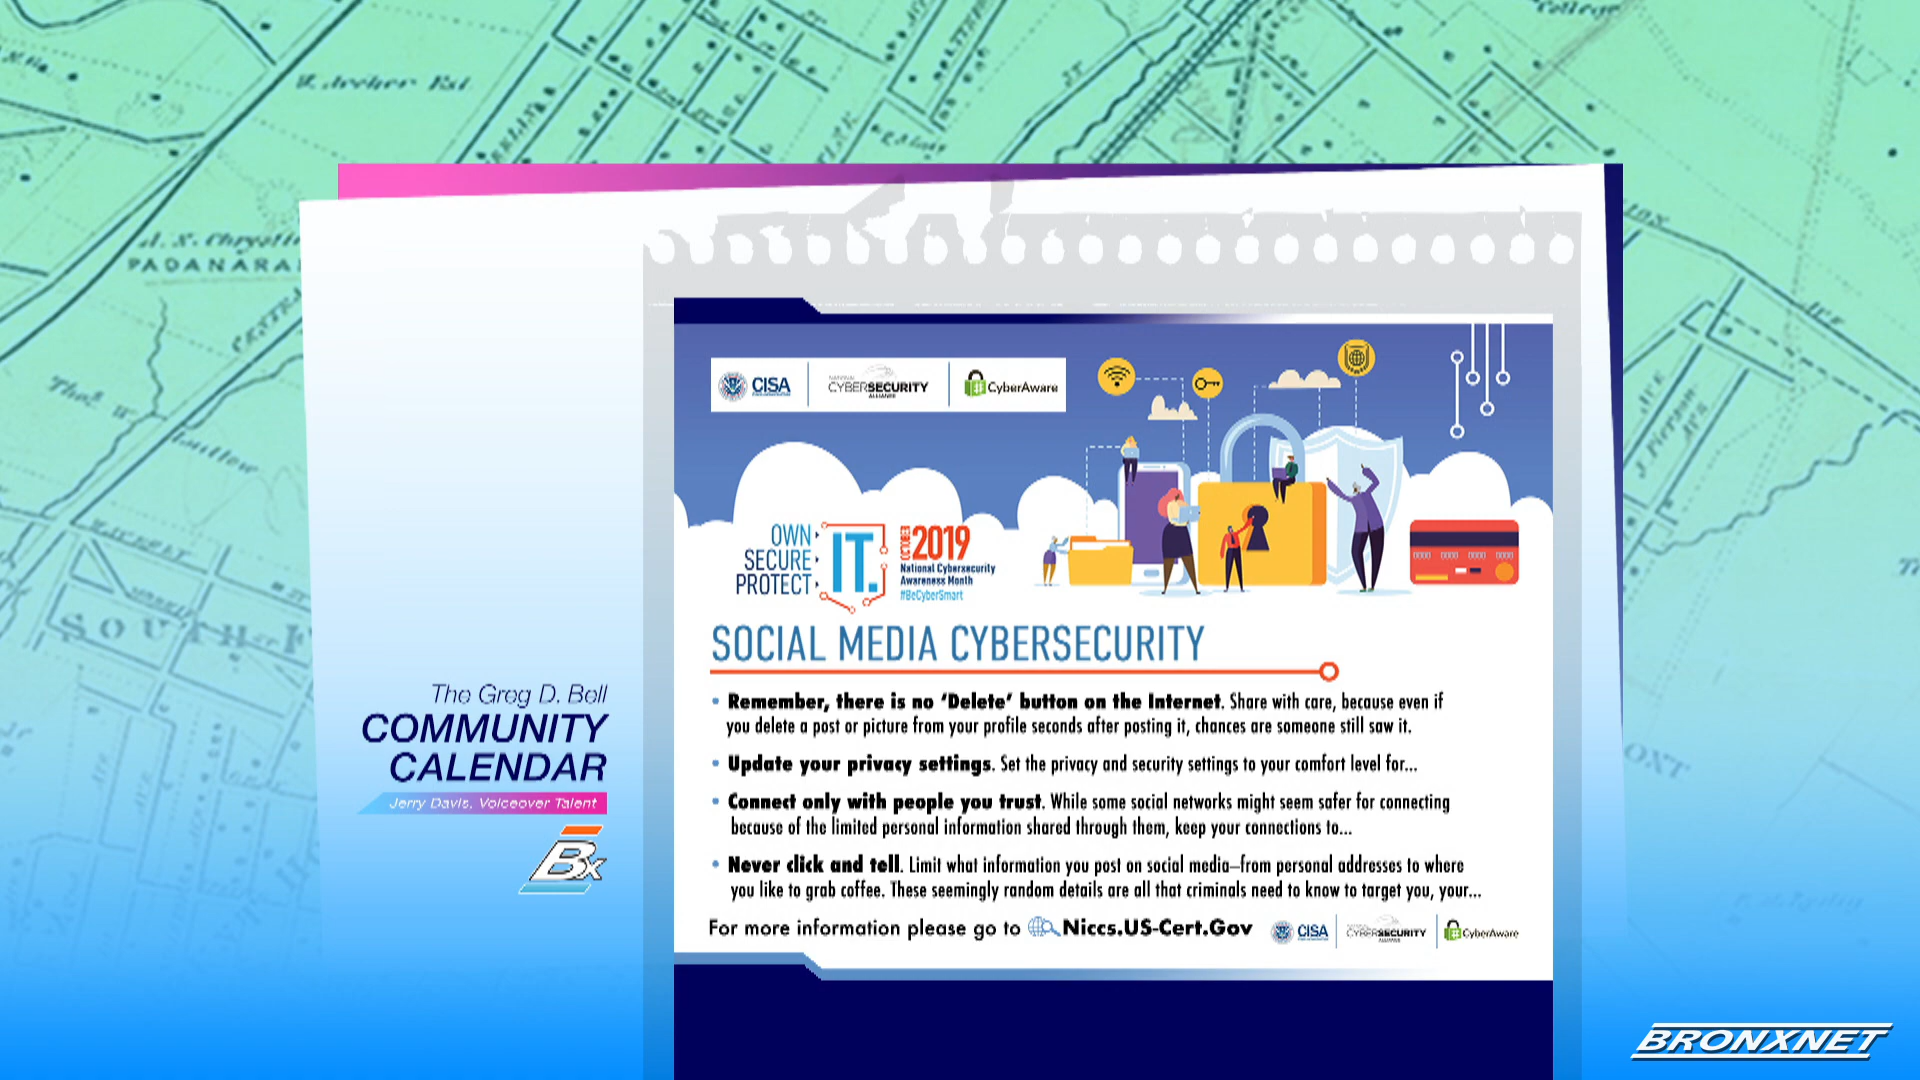 W. Archer Est
College
PADANARA
The Greg D. Bell
COMMUNITY
CALENDAR
Jerry Davis, Voiceover Talent
Bx
CISA
NATIONAL
CYBERSECURITY
ALLIANCE
CyberAware
OWN
SECURE
PROTECT
IT.
OCTOBER
2019
National Cybersecurity
Awareness Month
#BeCyberSmart
SOCIAL MEDIA CYBERSECURITY
• Remember, there is no ‘Delete’ button on the Internet. Share with care, because even if
you delete a post or picture from your profile seconds after posting it, chances are someone still saw it.
• Update your privacy settings. Set the privacy and security settings to your comfort level for...
• Connect only with people you trust. While some social networks might seem safer for connecting
because of the limited personal information shared through them, keep your connections to...
• Never click and tell. Limit what information you post on social media–from personal addresses to where
you like to grab coffee. These seemingly random details are all that criminals need to know to target you, your...
For more information please go to Niccs.US-Cert.Gov
CISA
CYBERSECURITY
CyberAware
BRONXNET